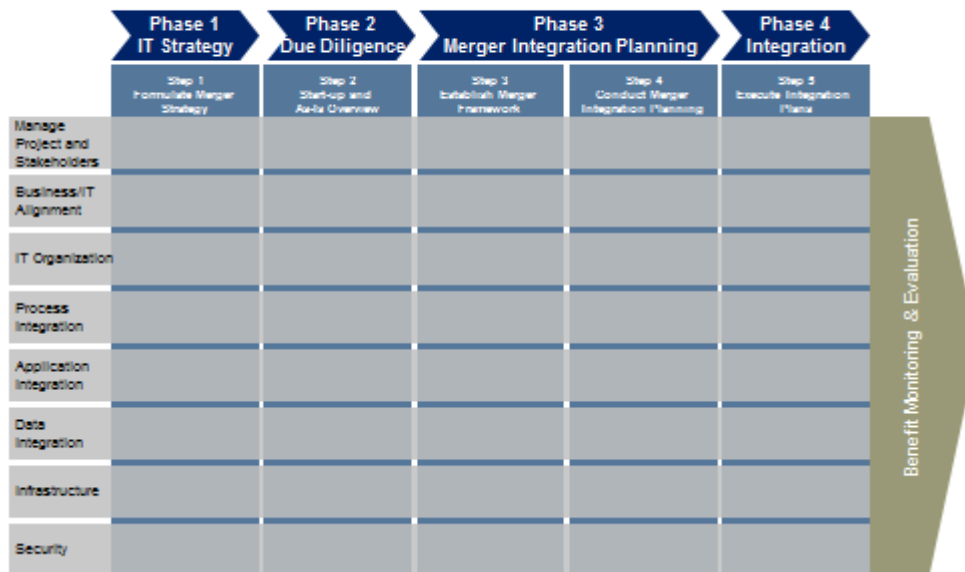 Phase 1
IT Strategy
Phase 2
Due Diligence
Phase 3
Merger Integration Planning
Phase 4
Integration
Step 1
Formulate Merger
Strategy
Step 2
Start-up and
As-Is Overview
Step 3
Establish Merger
Framework
Step 4
Conduct Merger
Integration Planning
Step 5
Execute Integration
Plans
Manage
Project and
Stakeholders
Business/IT
Alignment
IT Organization
Process
Integration
Application
Integration
Data
Integration
Infrastructure
Security
Benefit Monitoring & Evaluation